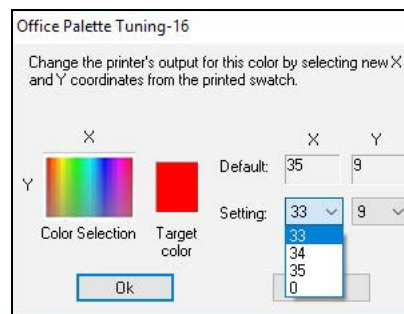 Office Palette Tuning-16
Change the printer's output for this color by selecting new X
and Y coordinates from the printed swatch.
X
X Y
Y
Default: 35 9
Setting: 33 9
Color Selection
Target
color
33
34
35
0
Ok